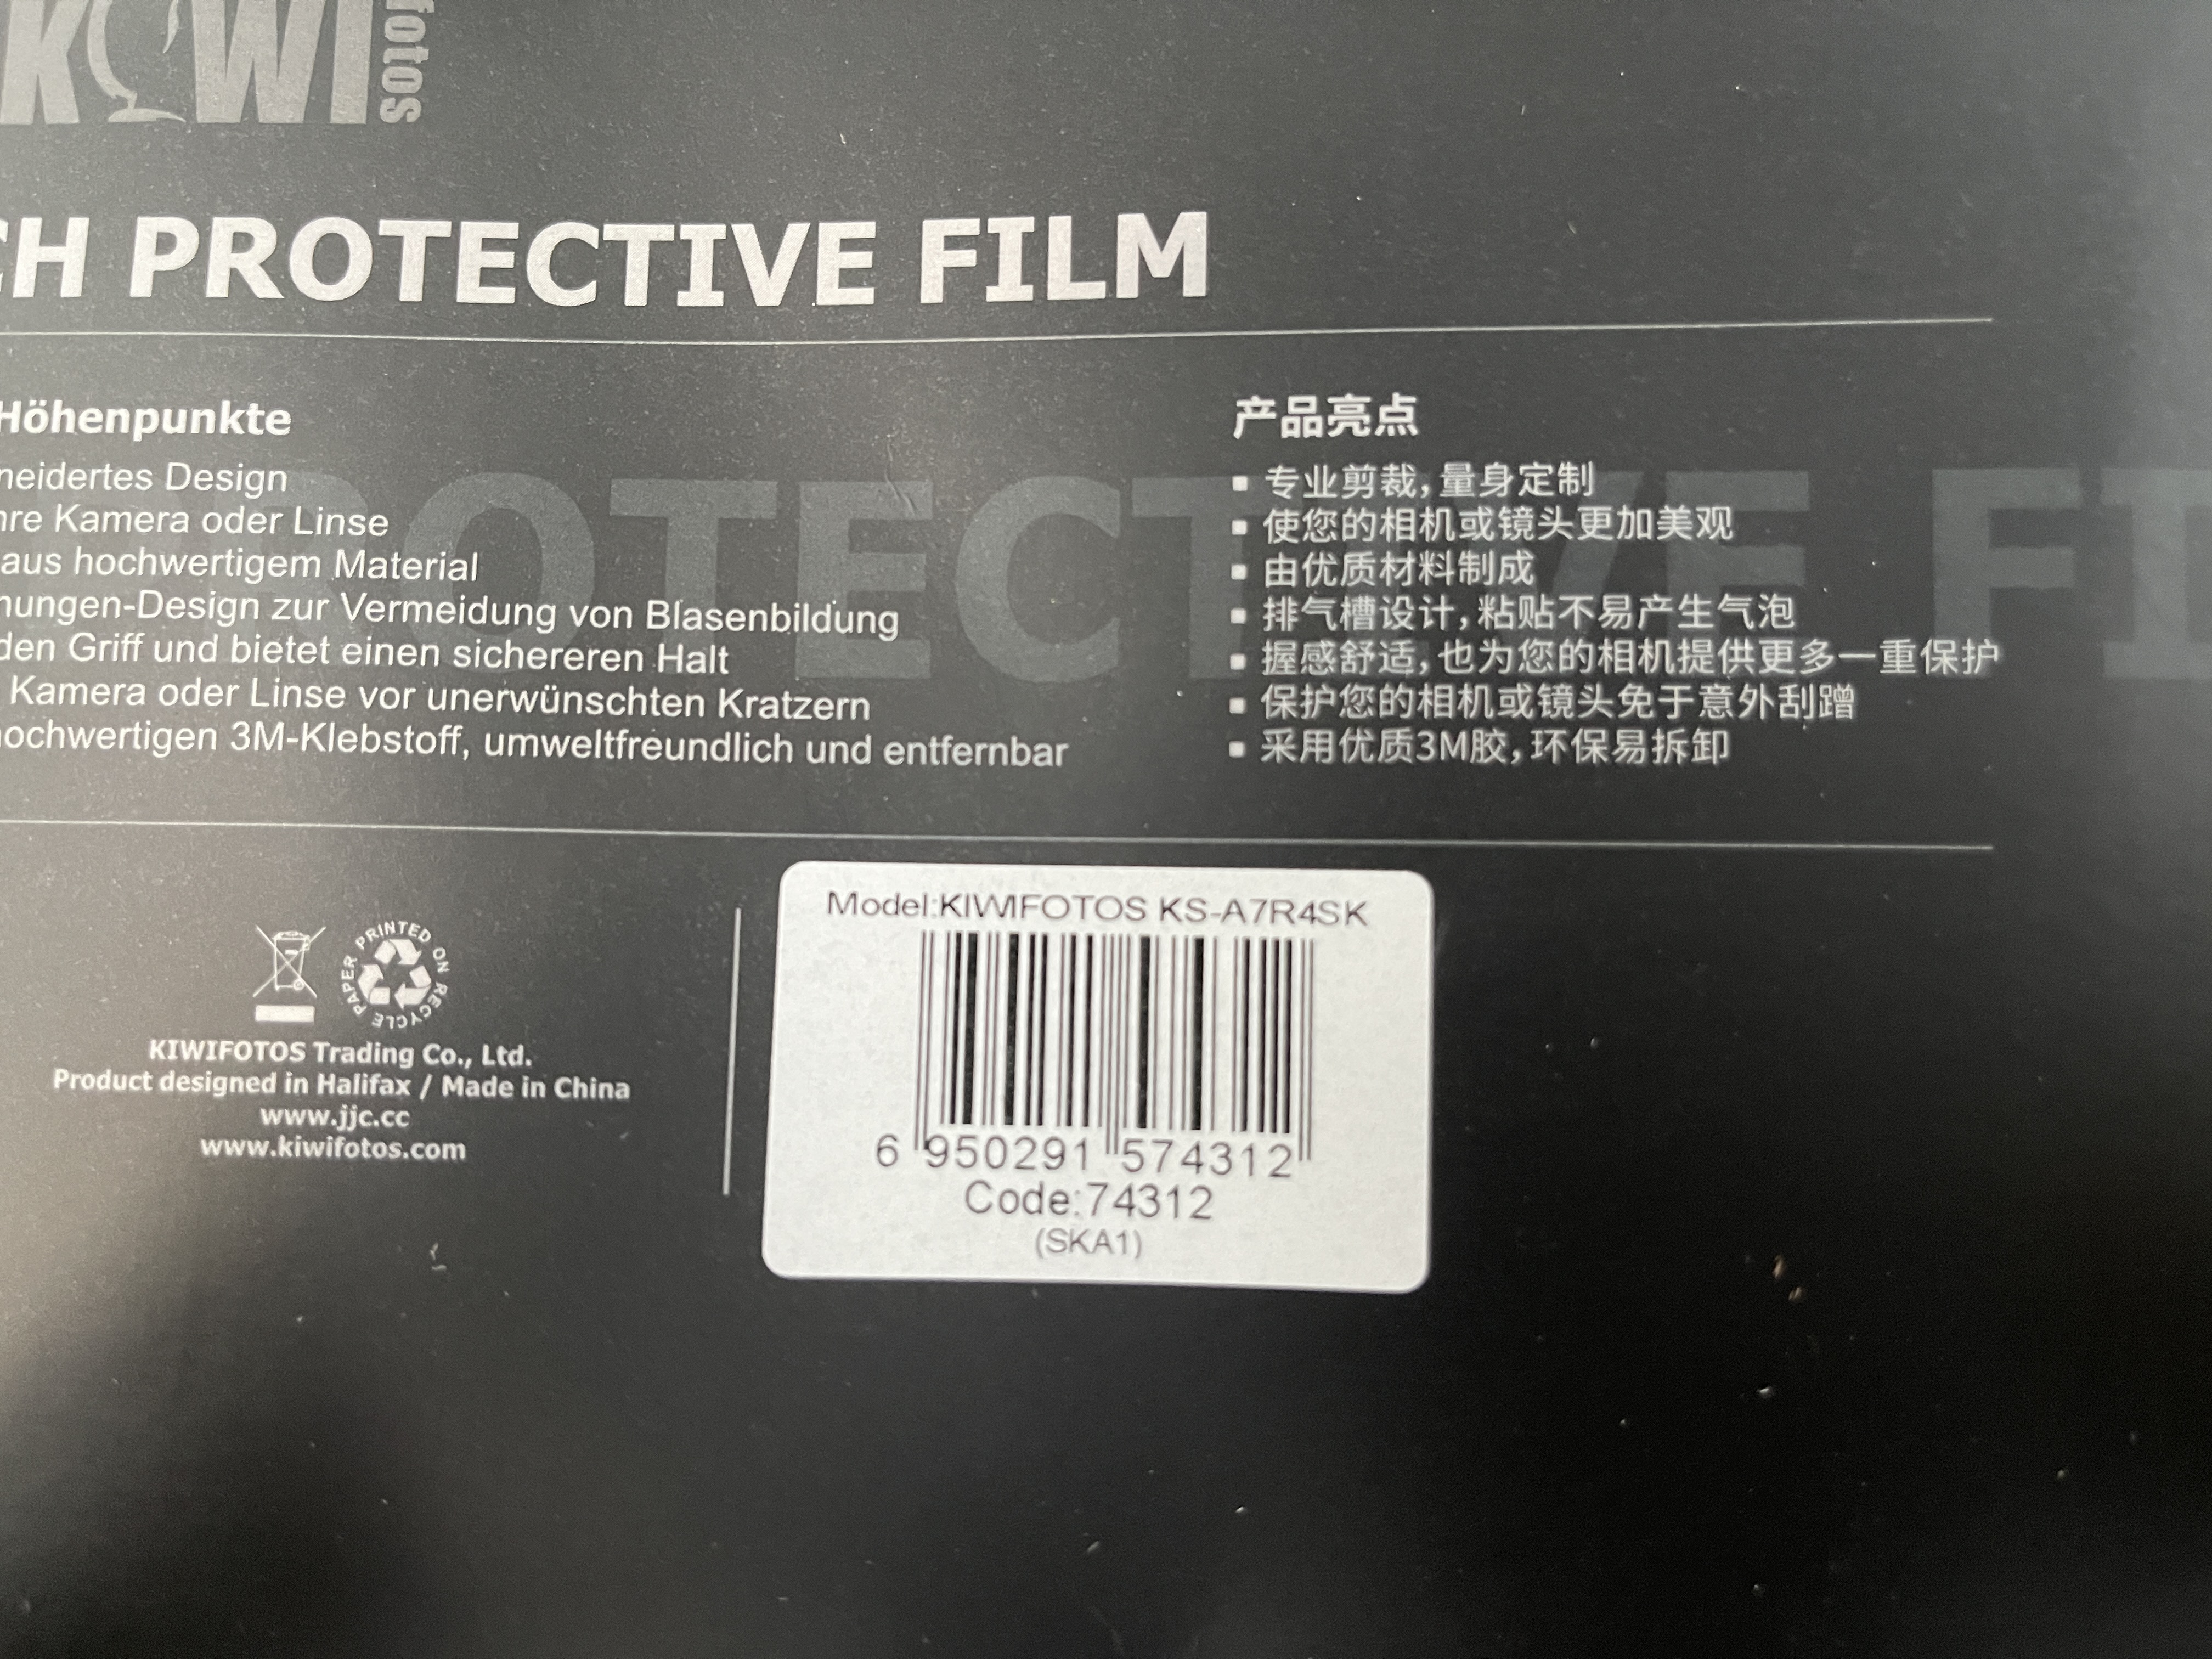 KIWI fotos
CH PROTECTIVE FILM
Höhenpunkte
neidertes Design
hre Kamera oder Linse
aus hochwertigem Material
nungen-Design zur Vermeidung von Blasenbildung
den Griff und bietet einen sichereren Halt
Kamera oder Linse vor unerwünschten Kratzern
ochwertigen 3M-Klebstoff, umweltfreundlich und entfernbar
产品亮点
▪ 专业剪裁，量身定制
▪ 使您的相机或镜头更加美观
▪ 由优质材料制成
▪ 排气槽设计，粘贴不易产生气泡
▪ 握感舒适，也为您的相机提供更多一重保护
▪ 保护您的相机或镜头免于意外刮蹭
▪ 采用优质3M胶，环保易拆卸
OTECTIVE FI
PRINTED ON RECYCLE PAPER
KIWIFOTOS Trading Co., Ltd.
Product designed in Halifax / Made in China
www.jjc.cc
www.kiwifotos.com
Model:KIWIFOTOS KS-A7R4SK
6 950291 574312
Code:74312
(SKA1)